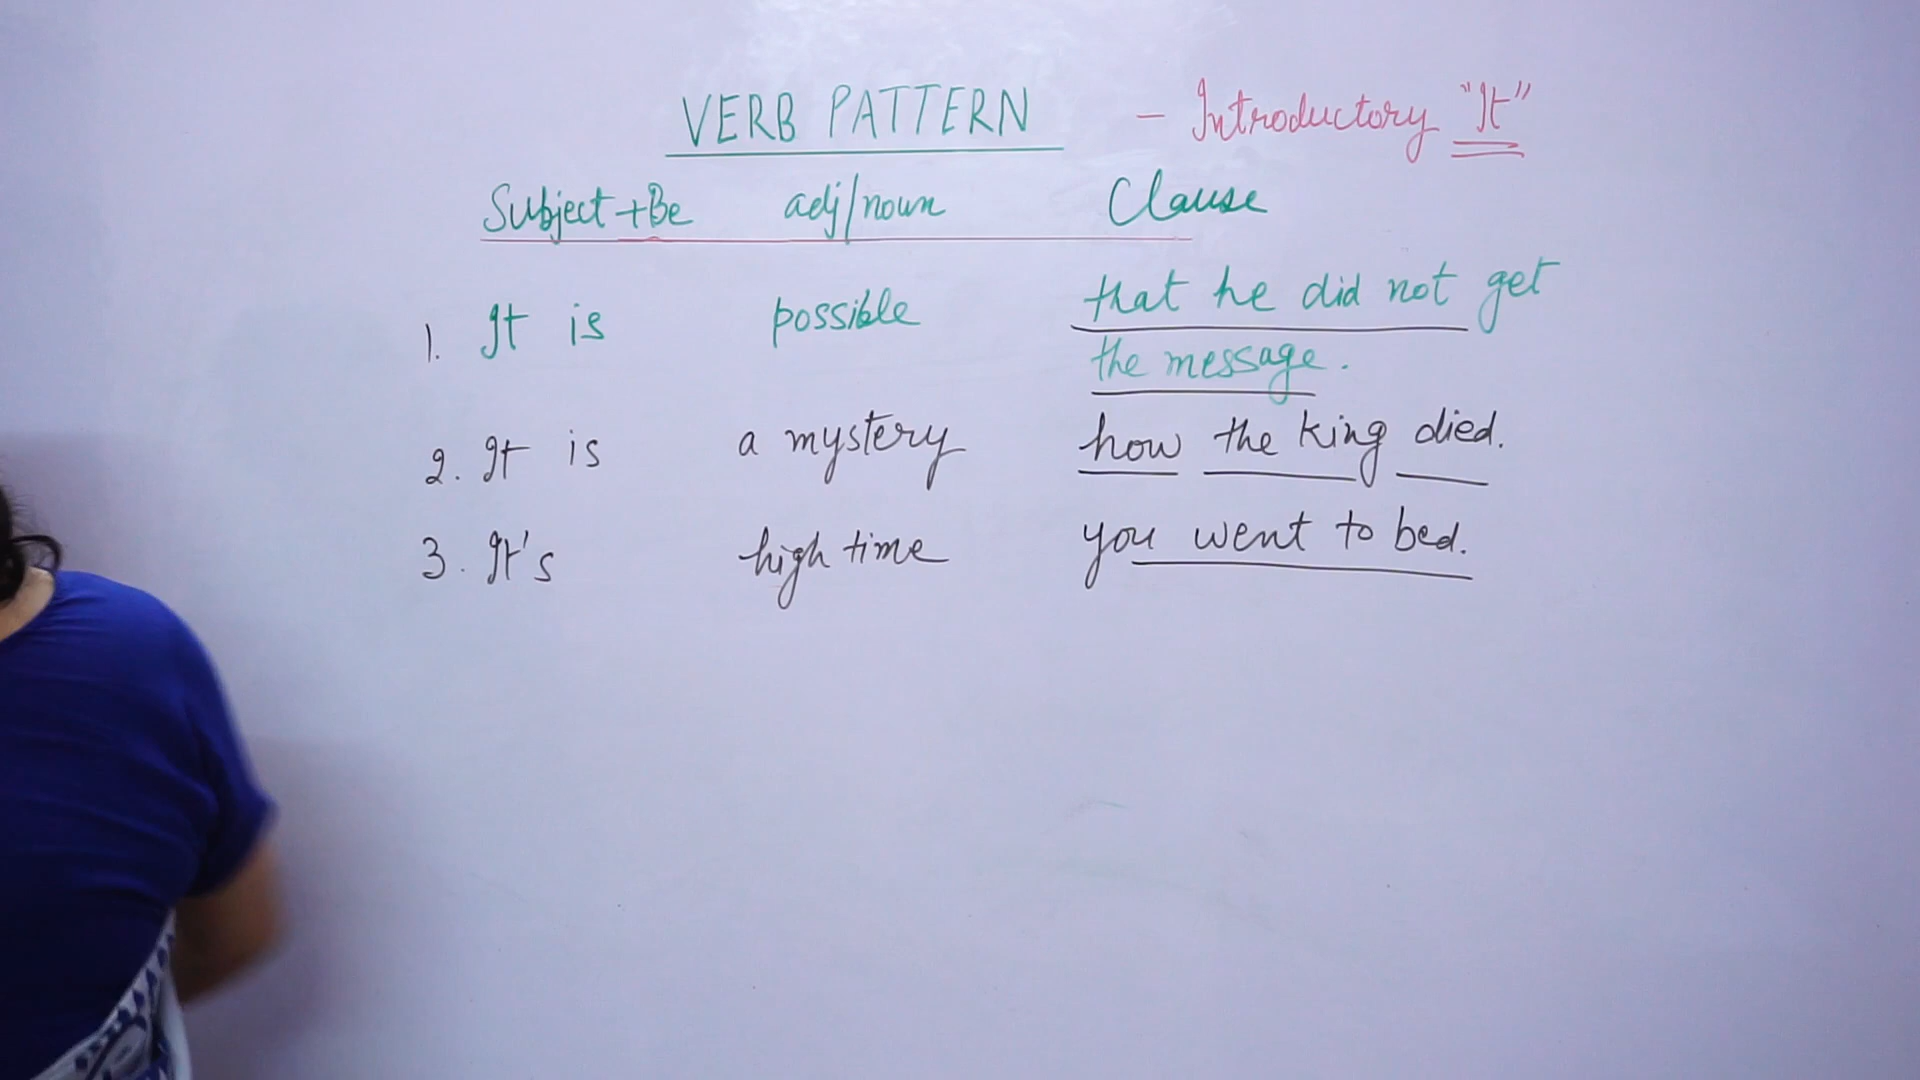 VERB PATTERN - Introductory "It"
Subject+Be adj/noun Clause
1. It is possible that he did not get
the message.
2. It is a mystery how the king died.
3. It's high time you went to bed.